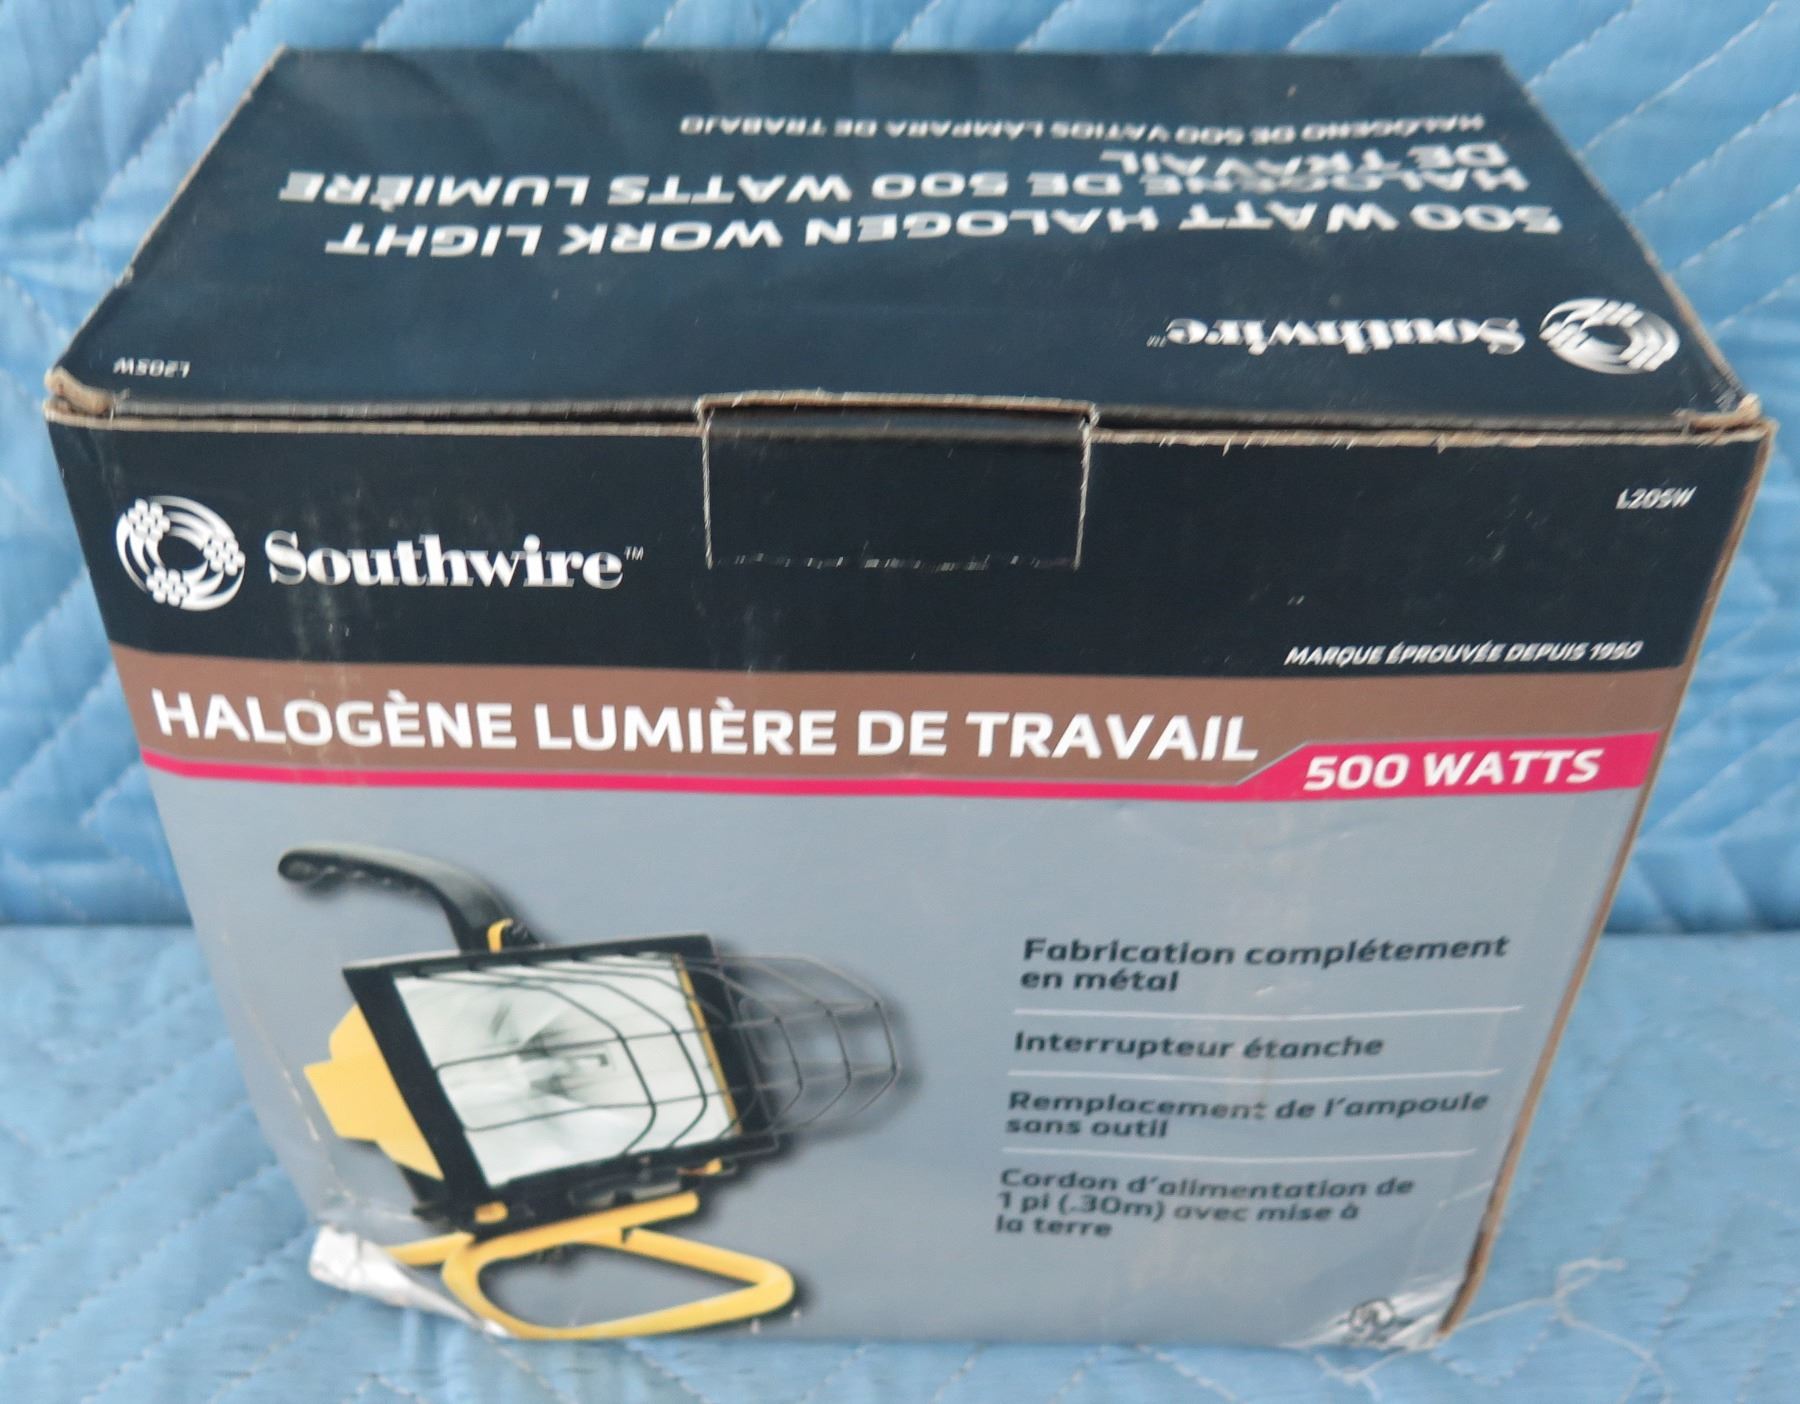 L205W
Southwire™
500 WATT HALOGEN WORK LIGHT
HALOGÈNE DE 500 WATTS LUMIÈRE
DE TRAVAIL
HALÓGENO DE 500 VATIOS LÁMPARA DE TRABAJO
Southwire™
L205W
MARQUE ÉPROUVÉE DEPUIS 1950
HALOGÈNE LUMIÈRE DE TRAVAIL
500 WATTS
Fabrication complétement
en métal
Interrupteur étanche
Remplacement de l'ampoule
sans outil
Cordon d'alimentation de
1 pi (.30m) avec mise à
la terre